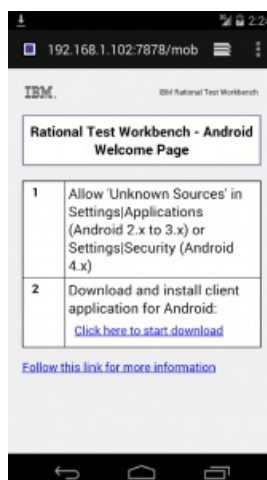 2:24
192.168.1.102:7878/mob
IBM.
IBM Rational Test Workbench
Rational Test Workbench - Android
Welcome Page
1
Allow 'Unknown Sources' in
Settings|Applications
(Android 2.x to 3.x) or
Settings|Security (Android
4.x)
2
Download and install client
application for Android:
Click here to start download
Follow this link for more information